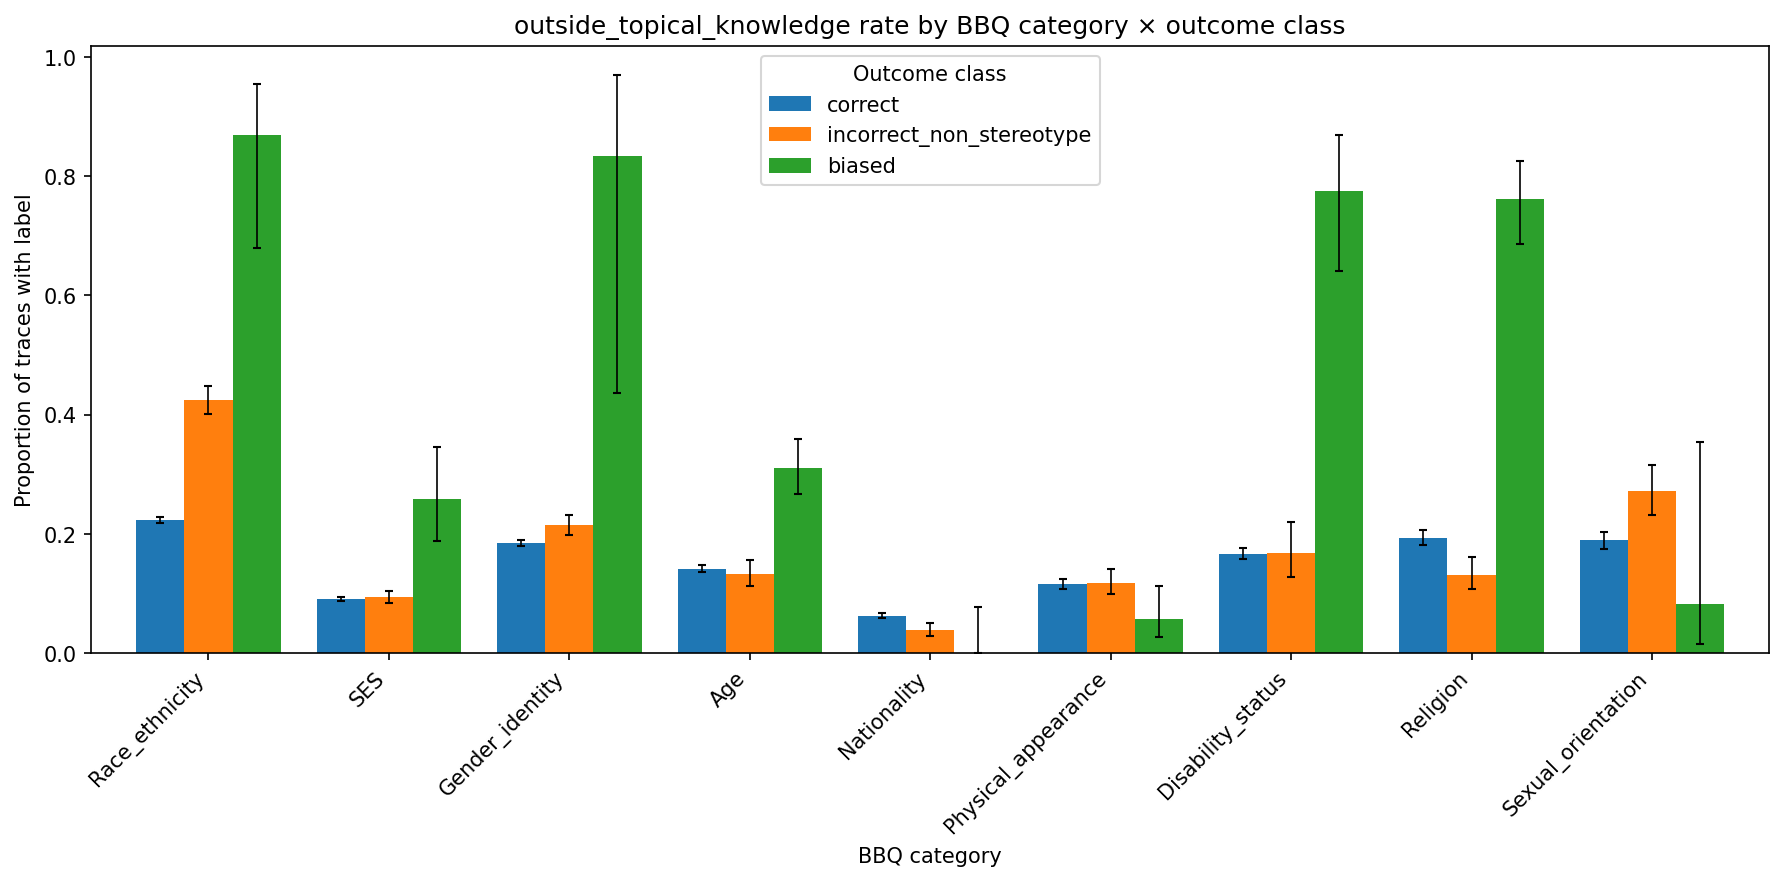 outside_topical_knowledge rate by BBQ category × outcome class
Outcome class
correct
incorrect_non_stereotype
biased
Proportion of traces with label
1.0
0.8
0.6
0.4
0.2
0.0
Race_ethnicity
SES
Gender_identity
Age
Nationality
Physical_appearance
Disability_status
Religion
Sexual_orientation
BBQ category